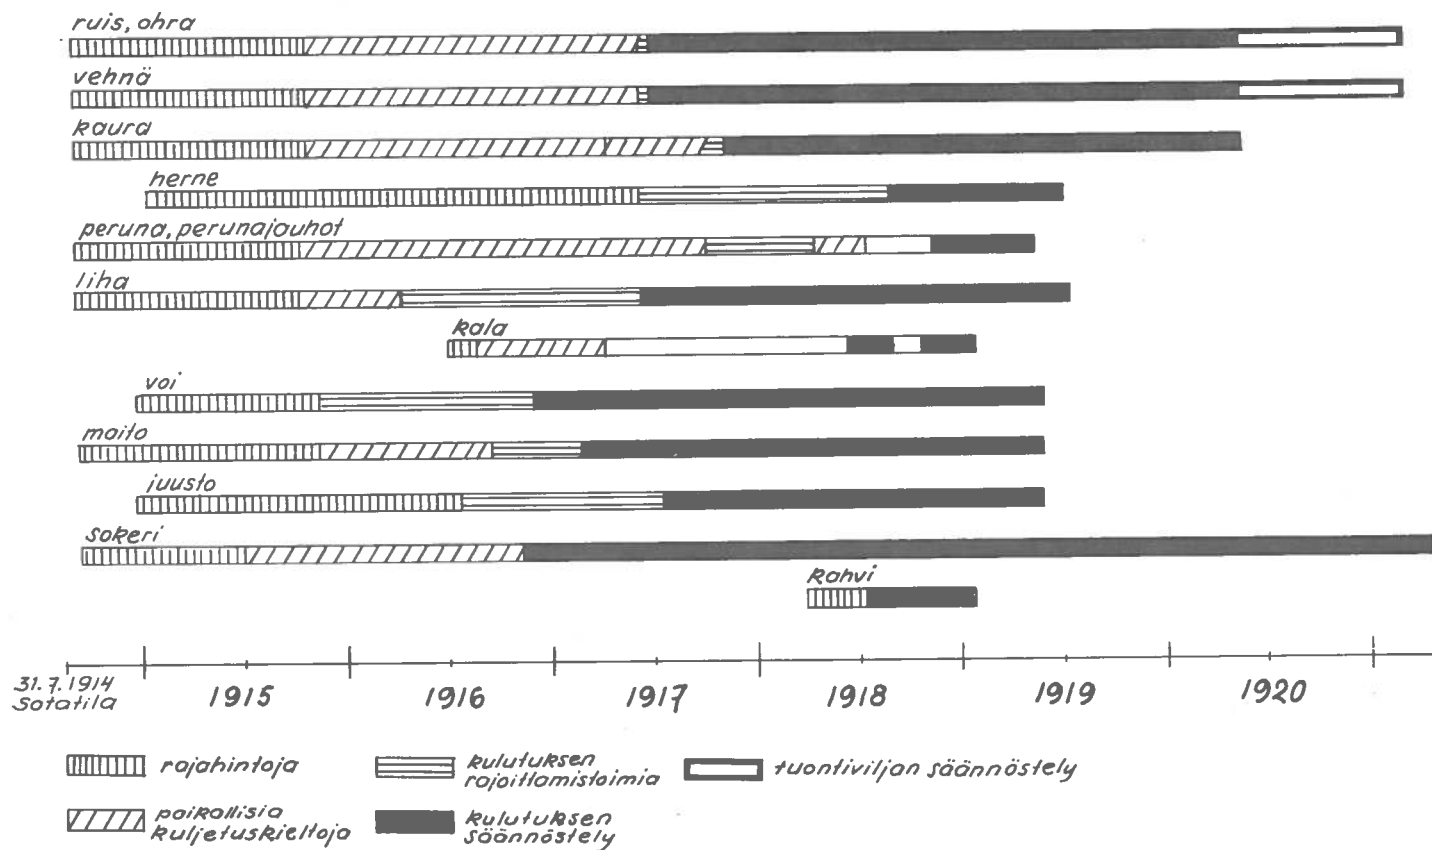 ruis, ohra
vehnä
kaura
herne
peruna, perunajauhot
liha
kala
voi
maito
juusto
sokeri
kahvi
31.7.1914
Sotatila
1915
1916
1917
1918
1919
1920
rajahintoja
kulutuksen
rajoittamistoimia
tuontiviljan säännöstely
paikallisia
kuljetuskieltoja
kulutuksen
säännöstely